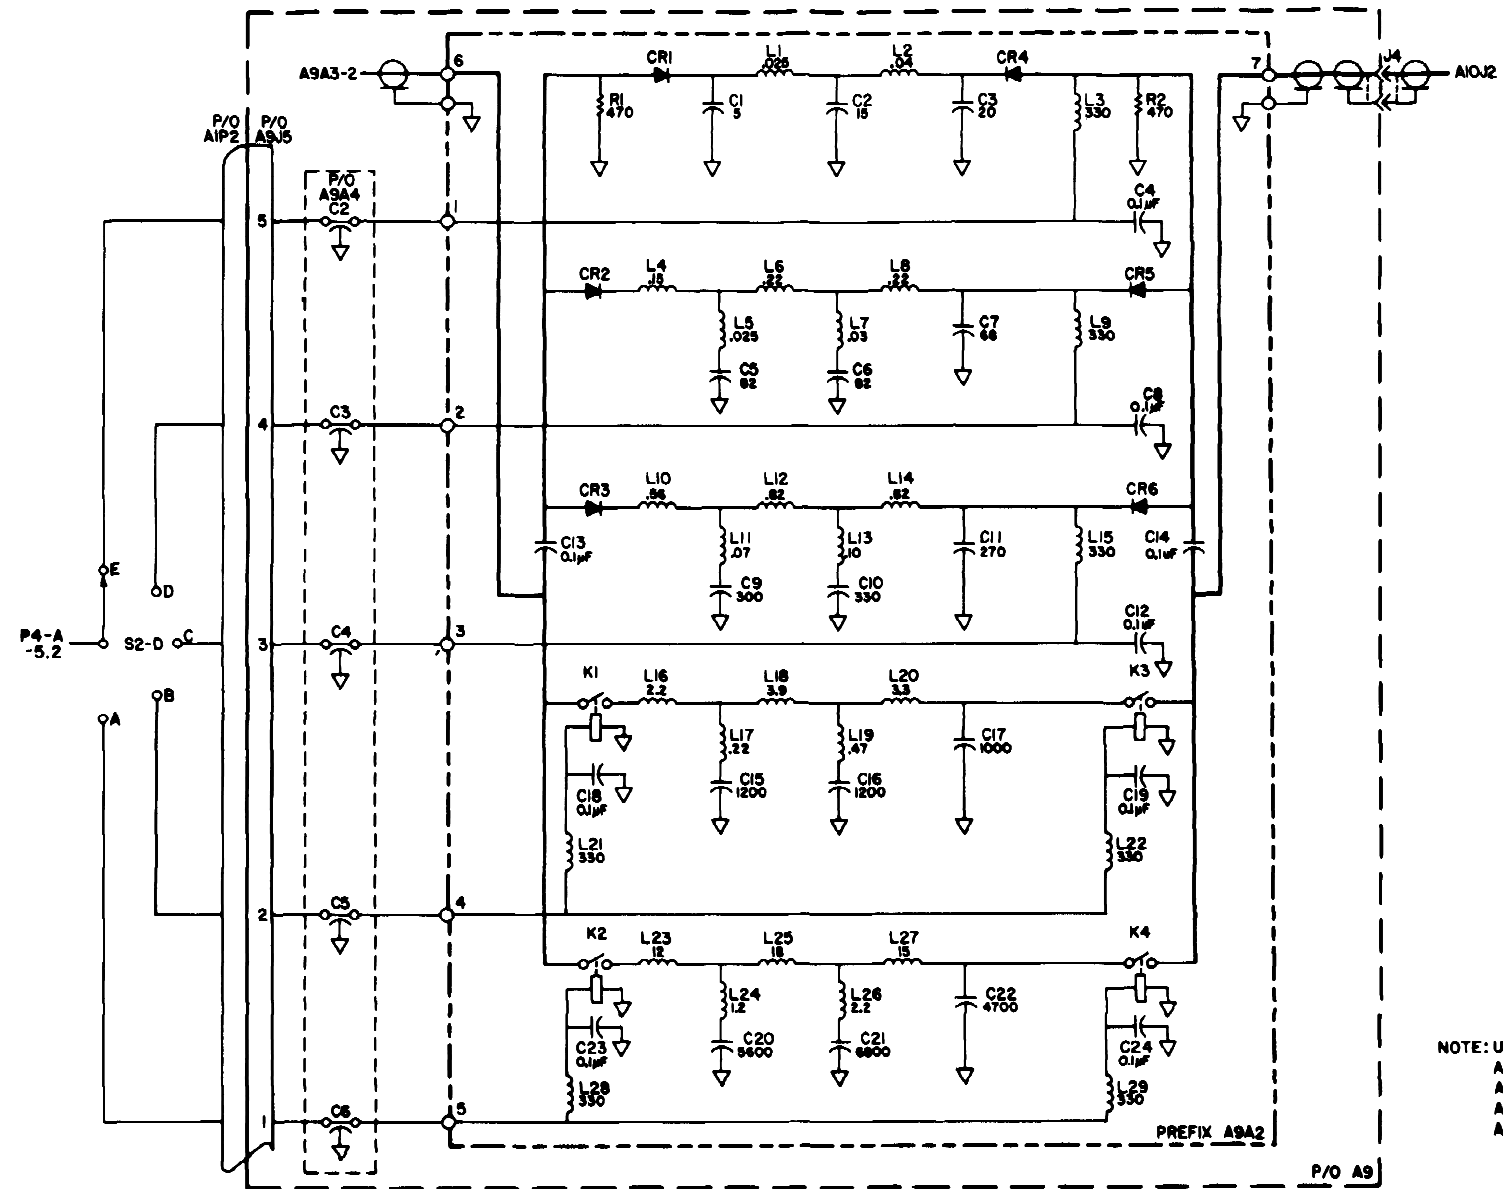 A9A3-2
6
CR1
L1
.025
L2
.04
CR4
7
J4
A10J2
R1
470
C1
5
C2
15
C3
20
L3
330
R2
470
P/O
A1P2
P/O
A9J5
P/O
A9A4
C2
5
1
C4
0.1µF
CR2
L4
.15
L6
.22
L8
.22
CR5
L5
.025
L7
.03
C7
68
L9
330
C5
82
C6
82
C8
0.1µF
C3
4
2
CR3
L10
.56
L12
.82
L14
.62
CR6
C13
0.1µF
L11
.07
L13
.10
C11
270
L15
330
C14
0.1µF
C9
300
C10
330
C12
0.1µF
E
D
P4-A
-5.2
S2-D
C
3
C4
3
B
A
K1
L16
2.2
L18
3.9
L20
3.3
K3
L17
.22
L19
.47
C17
1000
C18
0.1µF
C15
1200
C16
1200
C19
0.1µF
L21
330
L22
330
2
C5
4
K2
L23
12
L25
18
L27
15
K4
L24
1.2
L26
2.2
C22
4700
C23
0.1µF
C20
5600
C21
6800
C24
0.1µF
L28
330
L29
330
1
C6
5
PREFIX A9A2
P/O A9
NOTE: U
A
A
A
A